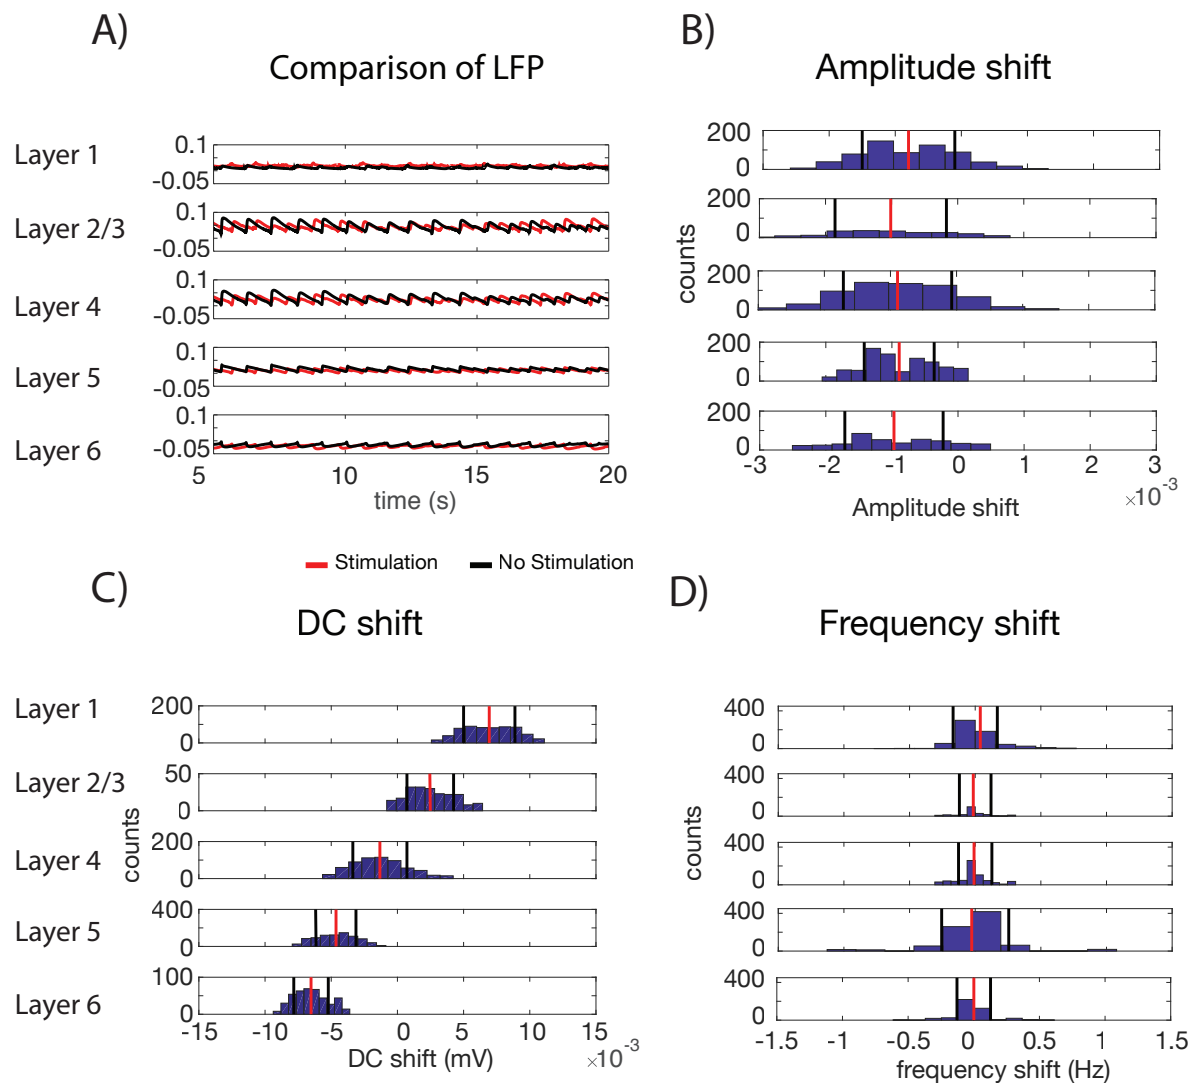 A)
Comparison of LFP
Layer 1
0.1
-0.05
Layer 2/3
0.1
-0.05
Layer 4
0.1
-0.05
Layer 5
0.1
-0.05
Layer 6
0.1
-0.05
5 10 15 20
time (s)
B)
Amplitude shift
counts
200
0
200
0
200
0
200
0
200
0
-3 -2 -1 0 1 2 3
×10⁻³
Amplitude shift
Stimulation No Stimulation
C)
DC shift
Layer 1
200
0
Layer 2/3
50
0
counts
Layer 4
200
0
Layer 5
400
0
Layer 6
100
0
-15 -10 -5 0 5 10 15
DC shift (mV) ×10⁻³
D)
Frequency shift
counts
400
0
400
0
400
0
400
0
400
0
-1.5 -1 -0.5 0 0.5 1 1.5
frequency shift (Hz)